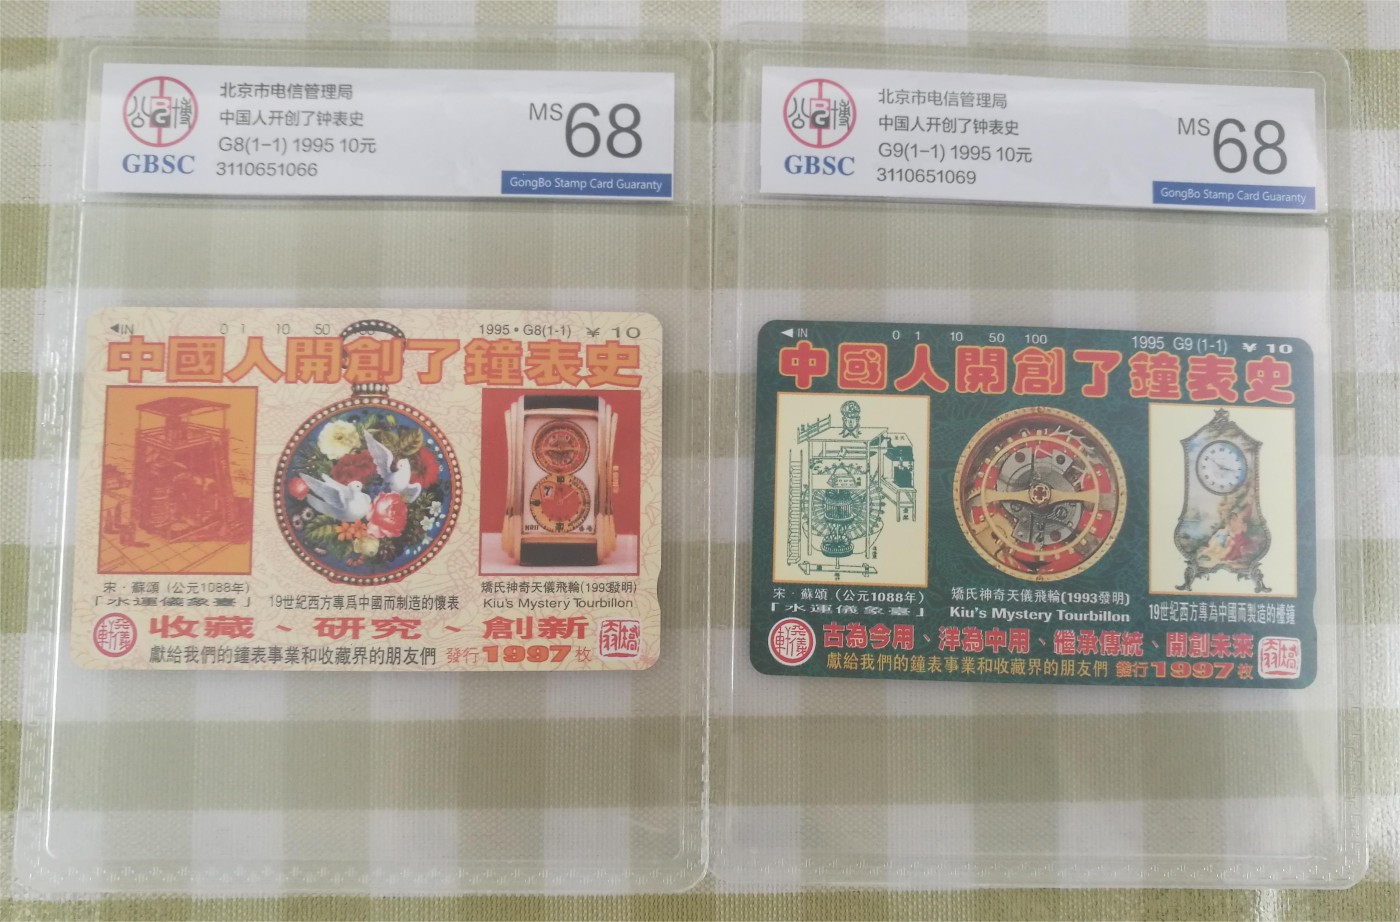 公博
GBSC
北京市电信管理局
中国人开创了钟表史
G8(1-1) 1995 10元
3110651066
MS 68
GongBo Stamp Card Guaranty
◀IN 0 1 10 50 100 1995·G8(1-1) ¥ 10
中國人開創了鐘表史
宋·蘇頌(公元1088年)
「水運儀象臺」
19世紀西方專爲中國而制造的懷表
矯氏神奇天儀飛輪(1993發明)
Kiu's Mystery Tourbillon
收藏、研究、創新
獻給我們的鐘表事業和收藏界的朋友們 發行1997枚
公博
GBSC
北京市电信管理局
中国人开创了钟表史
G9(1-1) 1995 10元
3110651069
MS 68
GongBo Stamp Card Guaranty
◀IN 0 1 10 50 100 1995 G9 (1-1) ¥ 10
中國人開創了鐘表史
宋·蘇頌(公元1088年)
「水運儀象臺」
矯氏神奇天儀飛輪(1993發明)
Kiu's Mystery Tourbillon
19世紀西方專為中國而製造的檯鐘
古為今用、洋為中用、繼承傳統、開創未來
獻給我們的鐘表事業和收藏界的朋友們 發行1997枚